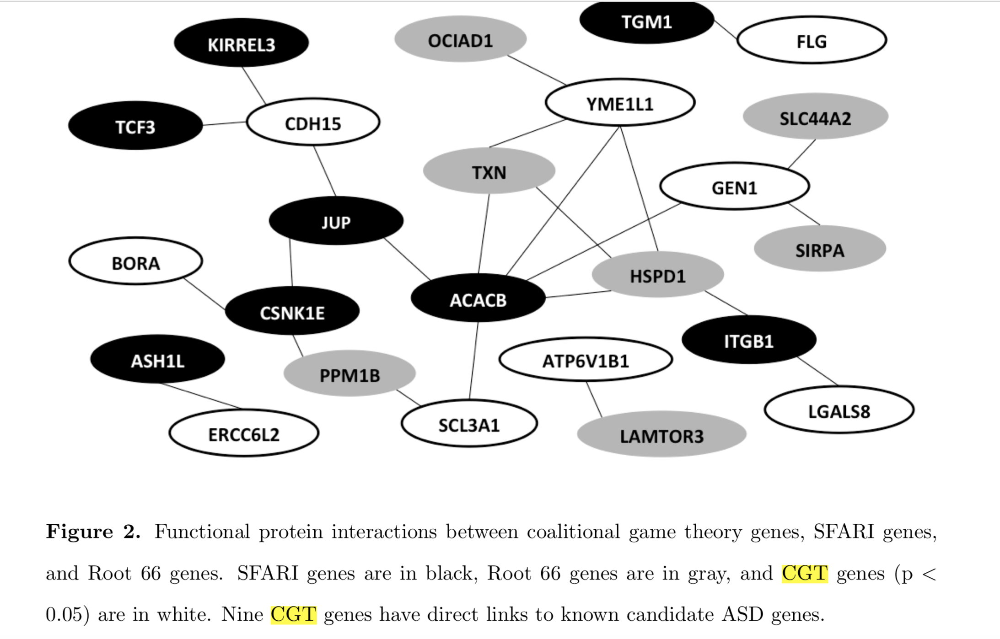 TGM1
KIRREL3
OCIAD1
FLG
YME1L1
SLC44A2
TCF3
CDH15
TXN
GEN1
JUP
SIRPA
BORA
HSPD1
CSNK1E
ACACB
ITGB1
ASH1L
ATP6V1B1
PPM1B
LGALS8
ERCC6L2
SCL3A1
LAMTOR3
Figure 2. Functional protein interactions between coalitional game theory genes, SFARI genes,
and Root 66 genes. SFARI genes are in black, Root 66 genes are in gray, and CGT genes (p <
0.05) are in white. Nine CGT genes have direct links to known candidate ASD genes.